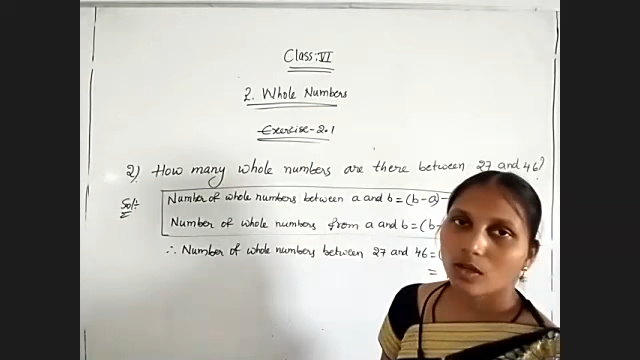 Class:VI
2. Whole Numbers
Exercise-2.1
2) How many whole numbers are there between 27 and 46?
Sol:
Number of whole numbers between a and b = (b-a)-
Number of whole numbers from a and b = (b-
∴ Number of whole numbers between 27 and 46 = (
=